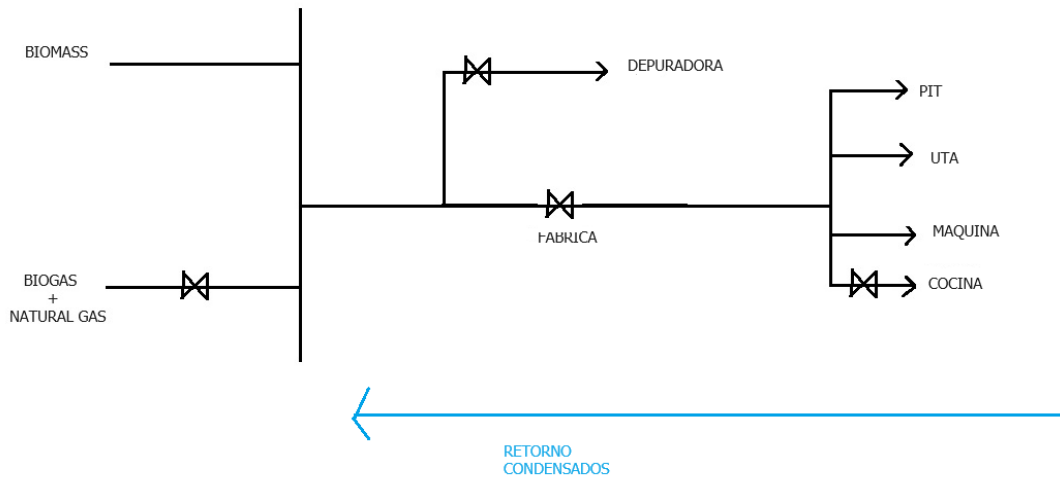 BIOMASS
DEPURADORA
PIT
UTA
FABRICA
MAQUINA
BIOGAS
+
NATURAL GAS
COCINA
RETORNO
CONDENSADOS